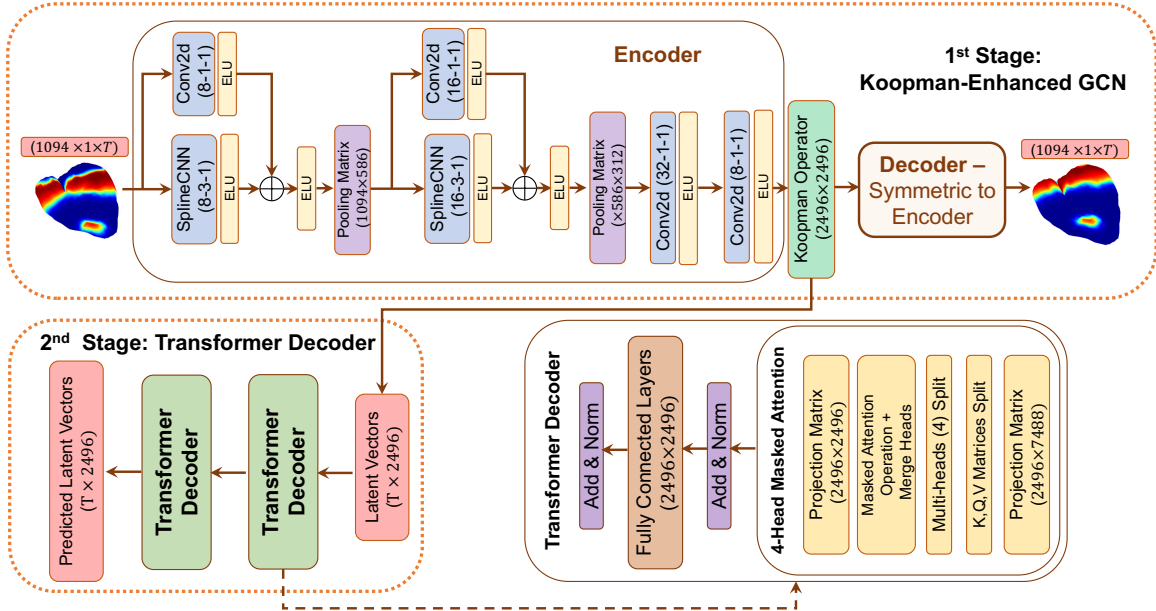 1st Stage:
Koopman-Enhanced GCN
Encoder
(1094 ×1×T)
Conv2d
(8-1-1)
ELU
SplineCNN
(8-3-1)
ELU
ELU
Pooling Matrix
(1094×586)
Conv2d
(16-1-1)
ELU
SplineCNN
(16-3-1)
ELU
ELU
Pooling Matrix
(×586×312)
Conv2d (32-1-1)
ELU
Conv2d (8-1-1)
ELU
Koopman Operator
(2496×2496)
Decoder –
Symmetric to
Encoder
(1094 ×1×T)
2nd Stage: Transformer Decoder
Predicted Latent Vectors
(T × 2496)
Transformer
Decoder
Transformer
Decoder
Latent Vectors
(T × 2496)
Transformer Decoder
Add & Norm
Fully Connected Layers
(2496×2496)
Add & Norm
4-Head Masked Attention
Projection Matrix
(2496×2496)
Masked Attention
Operation +
Merge Heads
Multi-heads (4) Split
K,Q,V Matrices Split
Projection Matrix
(2496×7488)